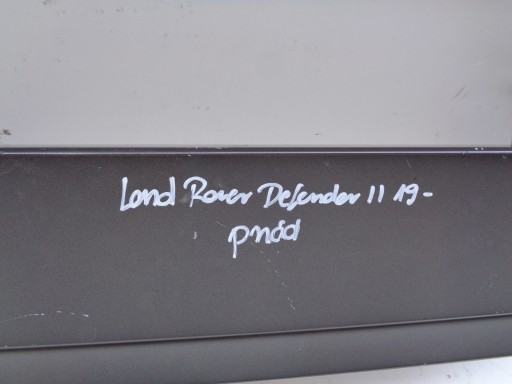 Land Rover Defender II 19-
przód